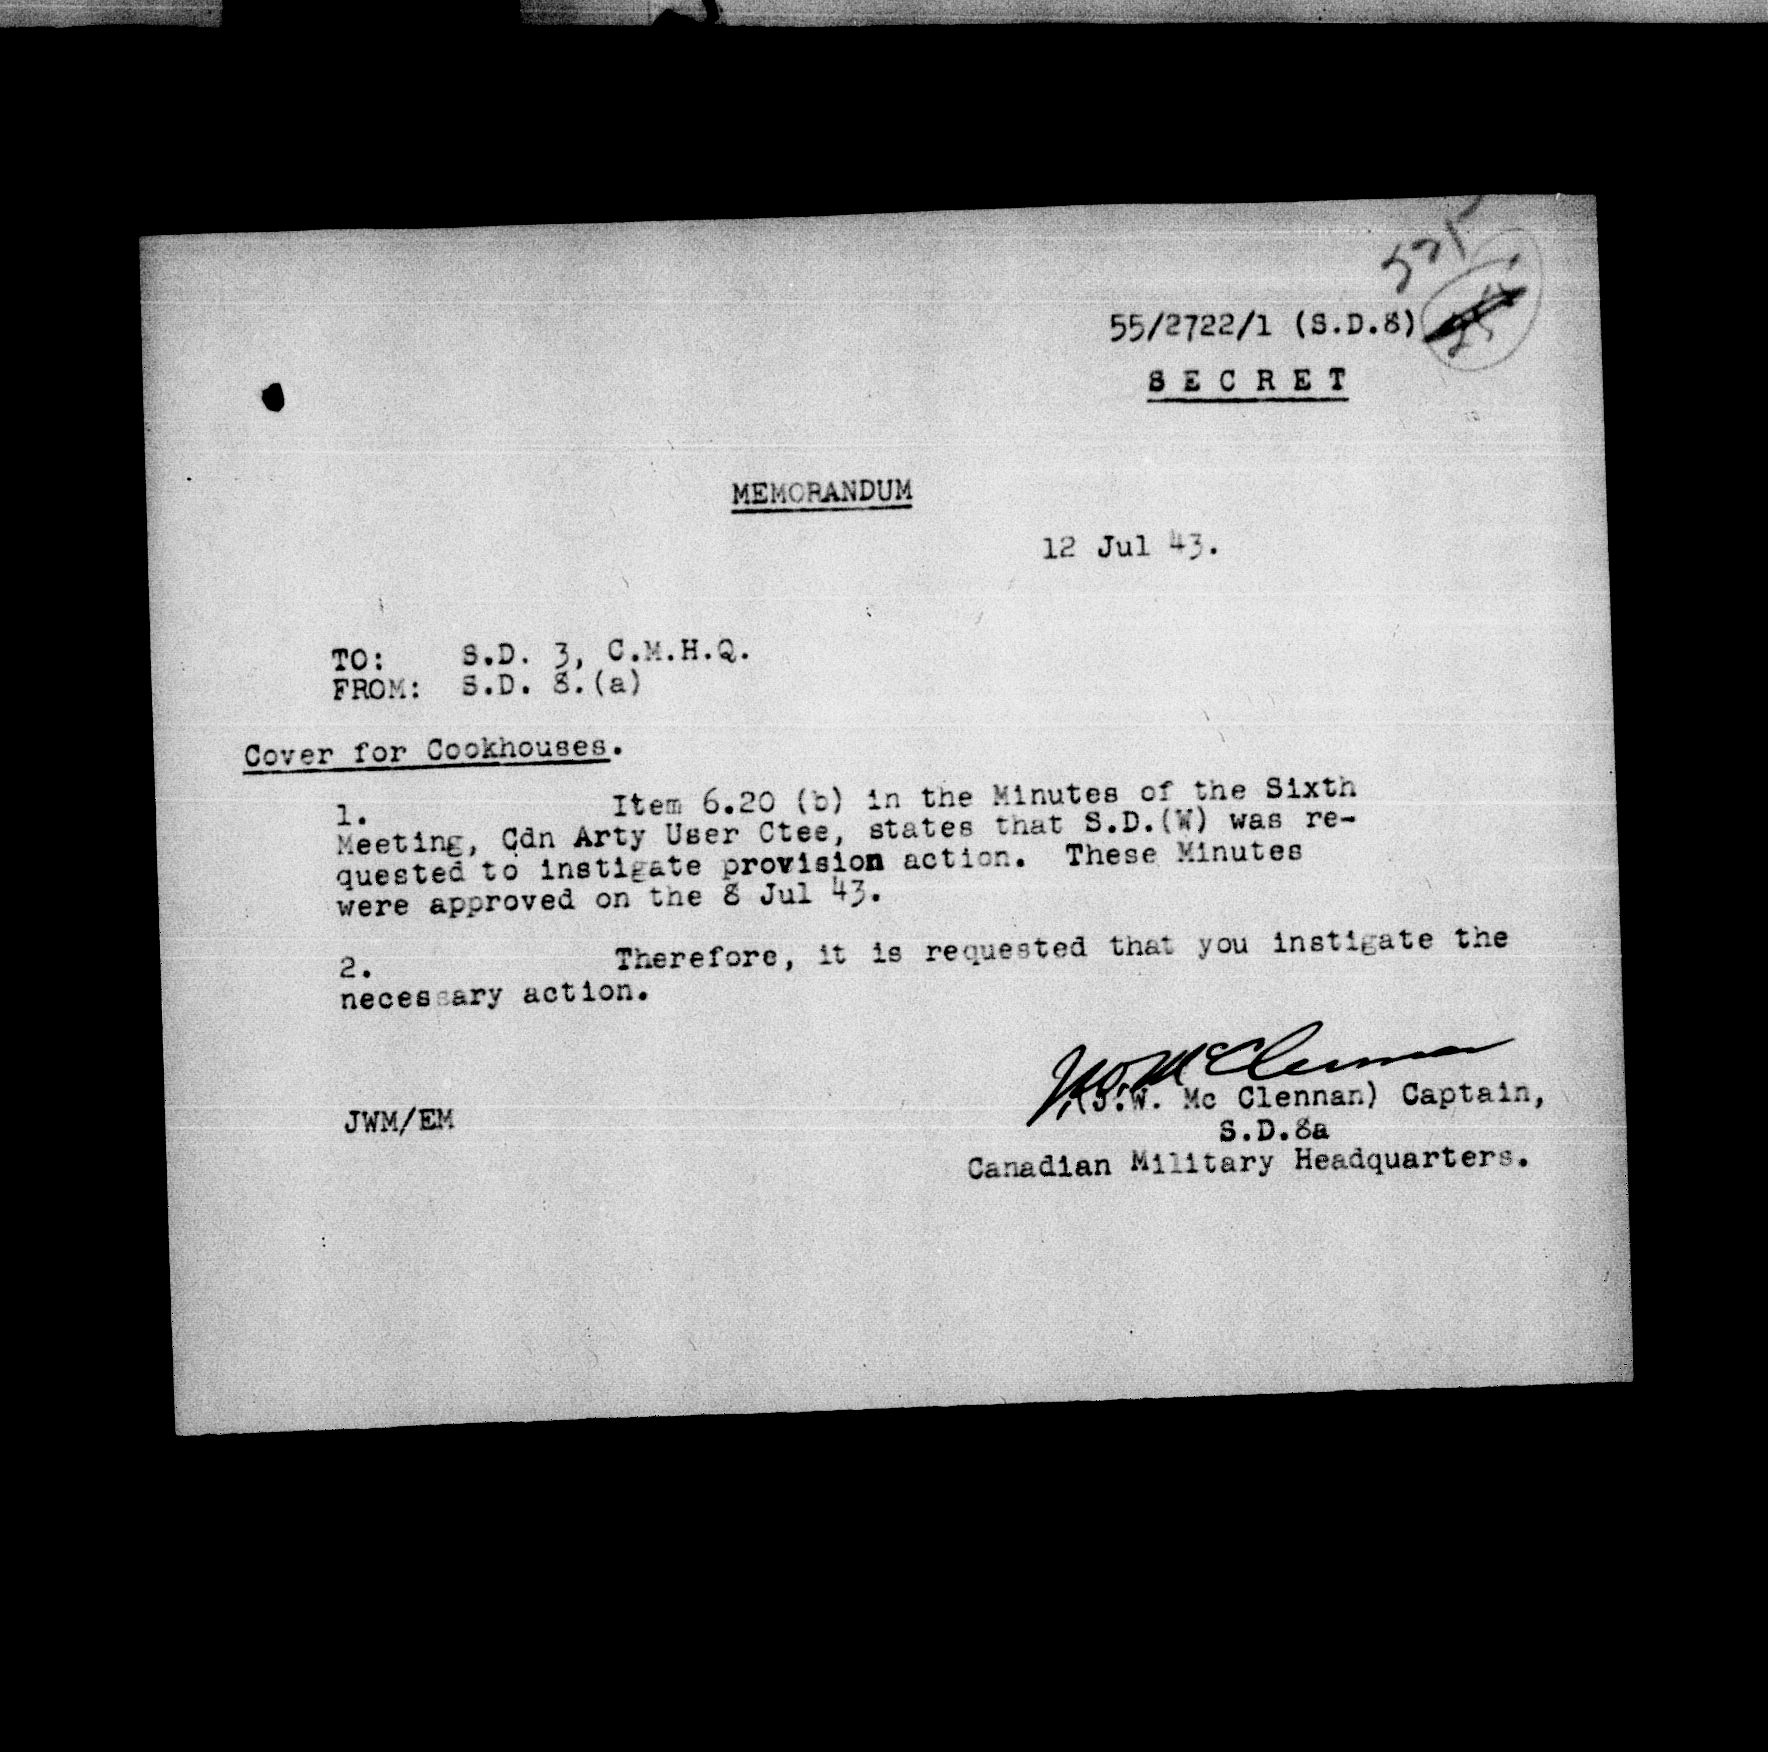 55/2722/1 (S.D.8)
S E C R E T
MEMORANDUM
12 Jul 43.
TO: S.D. 3, C.M.H.Q.
FROM: S.D. 8.(a)
Cover for Cookhouses.
1. Item 6.20 (b) in the Minutes of the Sixth
Meeting, Cdn Arty User Ctee, states that S.D.(W) was re-
quested to instigate provision action. These Minutes
were approved on the 8 Jul 43.
2. Therefore, it is requested that you instigate the
necessary action.
(J.W. Mc Clennan) Captain,
JWM/EM
S.D.8a
Canadian Military Headquarters.